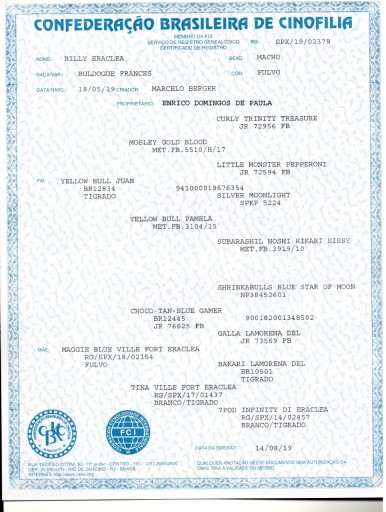 CONFEDERAÇÃO BRASILEIRA DE CINOFILIA
MEMBRO DA FCI
SERVIÇO DE REGISTRO GENEALÓGICO
CERTIFICADO DE REGISTRO
RG: SPX/19/02379
NOME: BILLY ERACLEA SEXO: MACHO
RAÇA/VAR: BULDOGUE FRANCES COR: FULVO
DATA NASC.: 18/05/19 CRIADOR: MARCELO BERGER
PROPRIETÁRIO: ENRICO DOMINGOS DE PAULA
CURLY TRINITY TREASURE
JR 72956 FB
MOSLEY GOLD BLOOD
MET.FB.5510/H/17
LITTLE MONSTER PEPPERONI
JR 72594 FB
PAI: YELLOW BULL JUAN
BR12834 941000019676354
TIGRADO
SILVER MOONLIGHT
SPKP 5224
YELLOW BULL PAMELA
MET.FB.3104/15
SUBARASHIL HOSHI HIKARI SISSY
MET.FB.3919/10
SHRINKABULLS BLUE STAR OF MOON
NP38452601
CHOCO-TAN-BLUE GAMER
BR12445 900182001348502
JR 76625 FB
GALLA LAMORENA DEL
JR 73569 FB
MÃE: MAGGIE BLUE VILLE FORT ERACLEA
RG/SPX/18/02154
FULVO
BAKARI LAMORENA DEL
BR10501
TIGRADO
TINA VILLE FORT ERACLEA
RG/SPX/17/01437
BRANCO/TIGRADO
7POD INFINITY DI ERACLEA
RG/SPX/14/02857
BRANCO/TIGRADO
CBKC
FCI
DATA DA EMISSÃO: 14/08/19
CENTRO - TEL.:
RIO DE JANEIRO - RJ - BRASIL
QUALQUER ANOTAÇÃO NESTE DOCUMENTO SEM AUTORIZAÇÃO DA
CBKC TIRA A VALIDADE DO MESMO